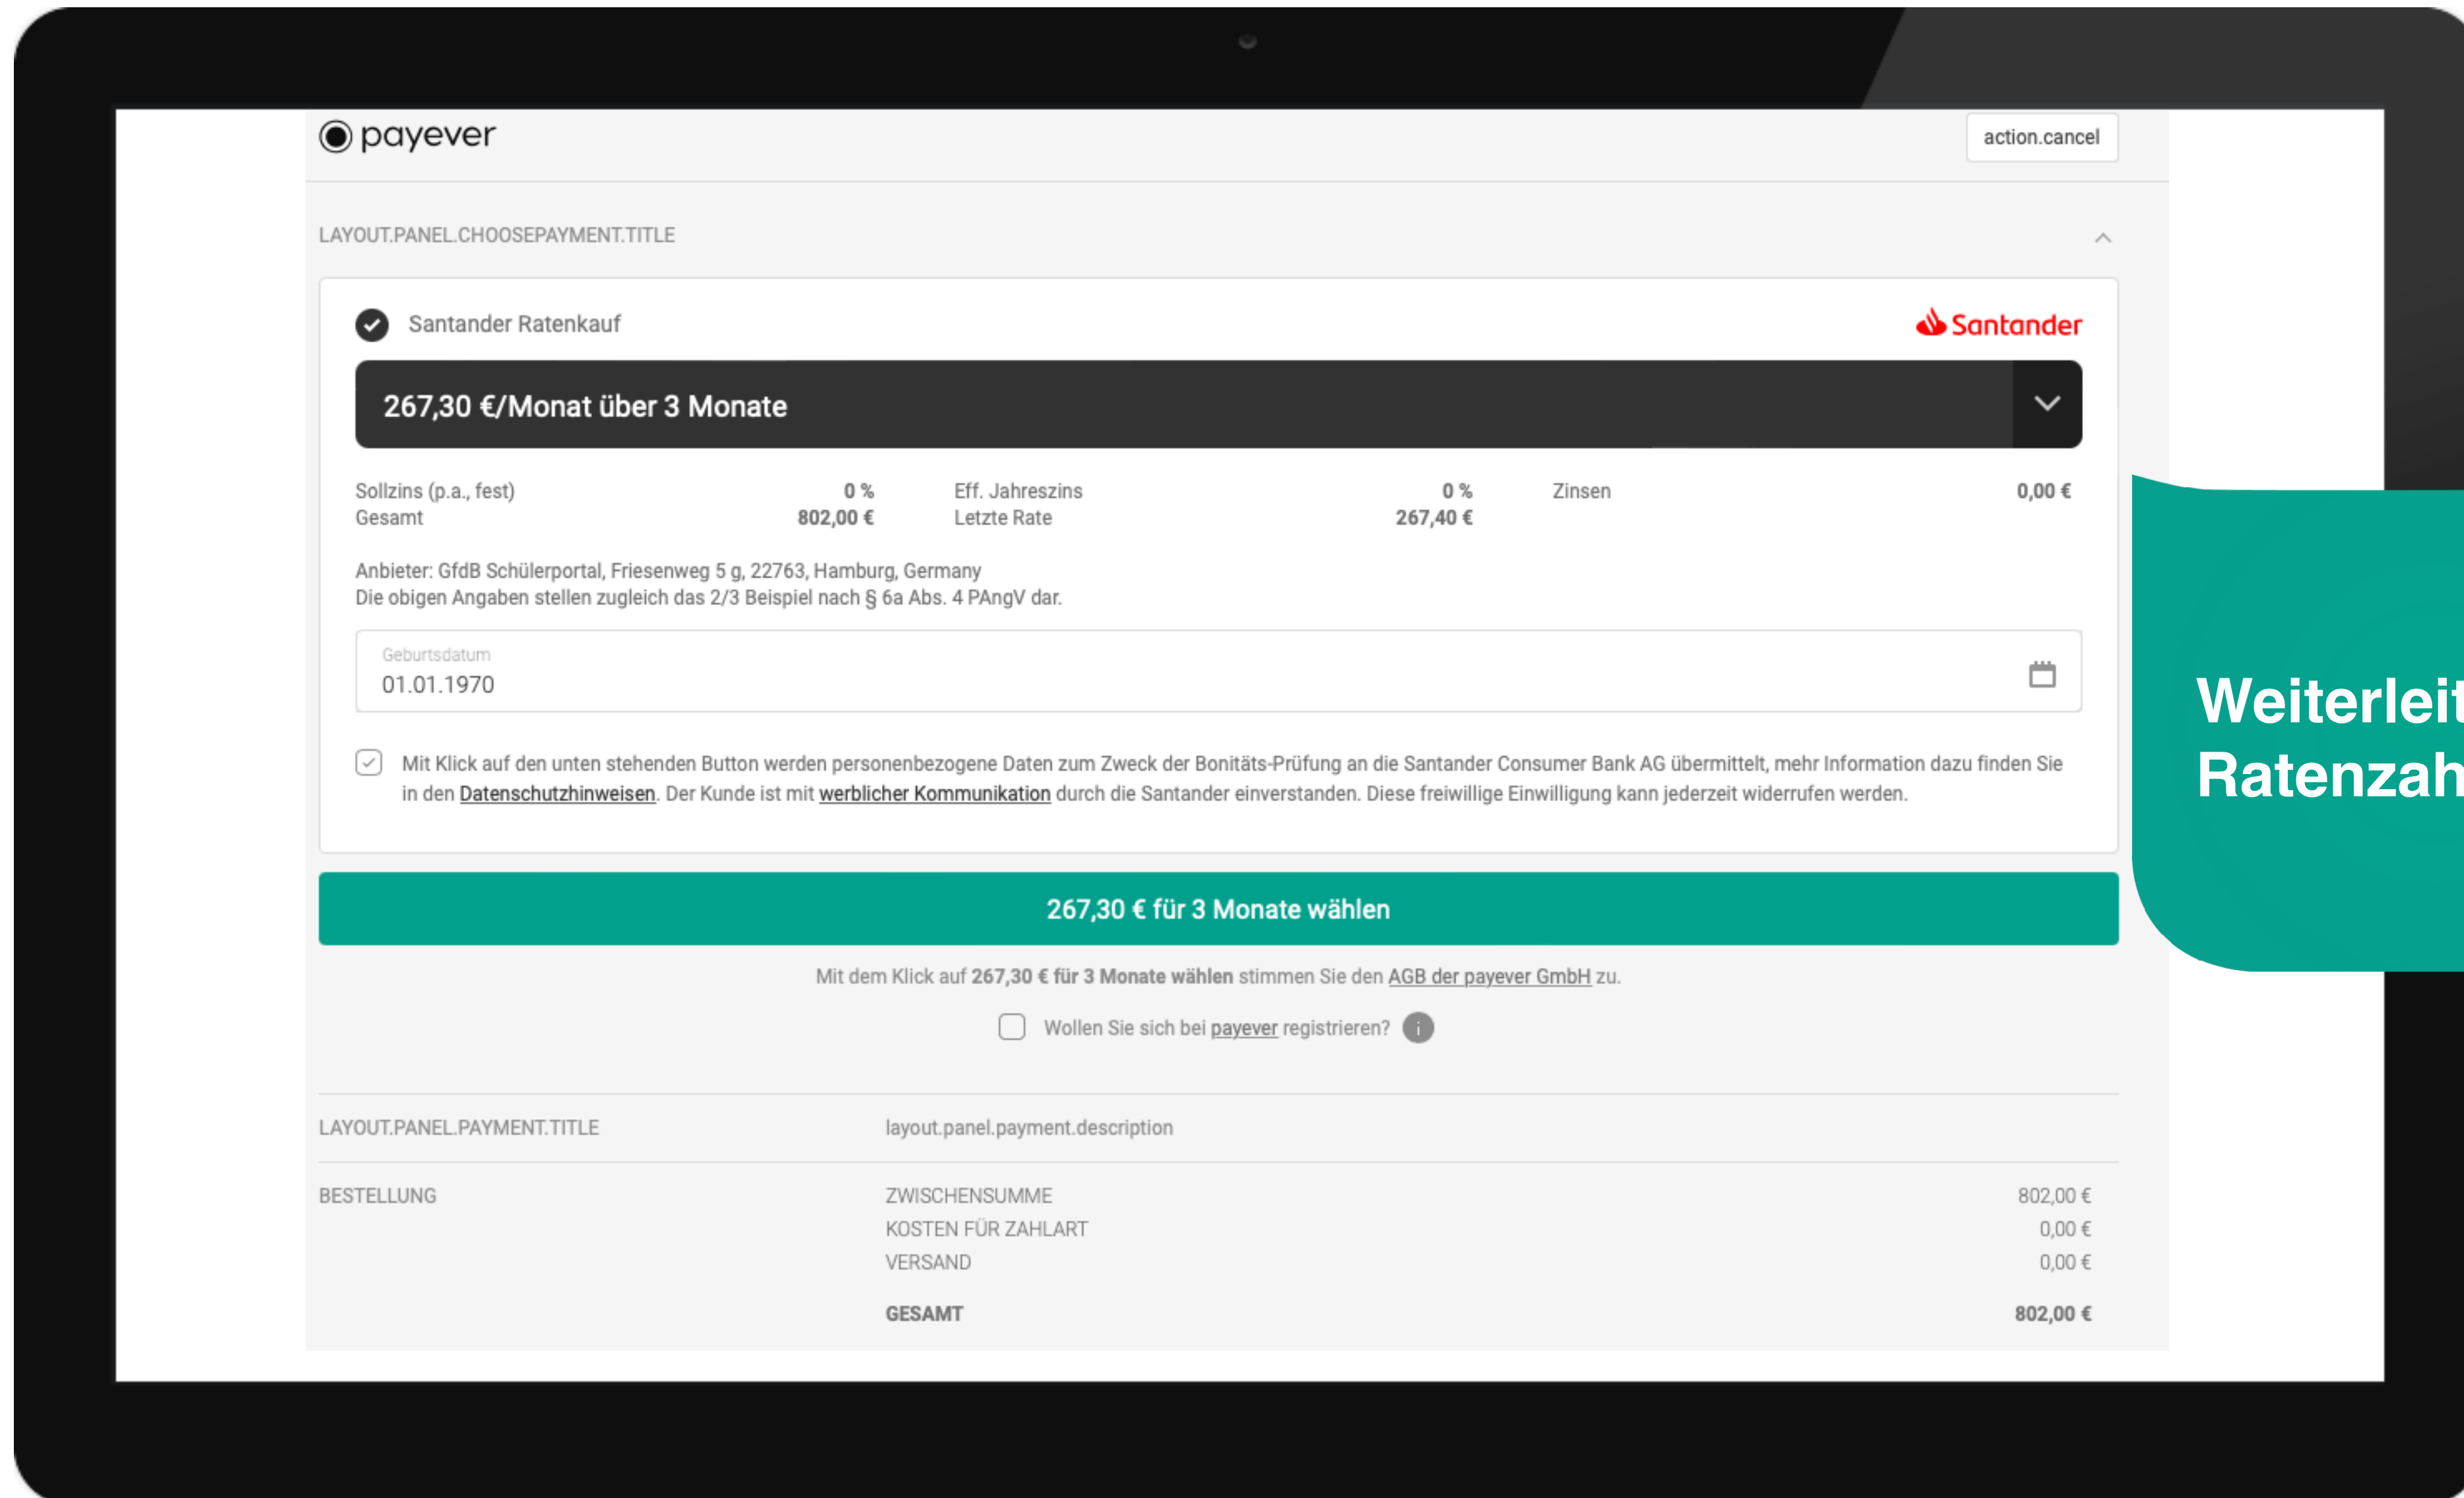 payever
action.cancel
LAYOUT.PANEL.CHOOSEPAYMENT.TITLE
Santander Ratenkauf
Santander
267,30 €/Monat über 3 Monate
Sollzins (p.a., fest) 0 % Eff. Jahreszins 0 % Zinsen 0,00 €
Gesamt 802,00 € Letzte Rate 267,40 €
Anbieter: GfdB Schülerportal, Friesenweg 5 g, 22763, Hamburg, Germany
Die obigen Angaben stellen zugleich das 2/3 Beispiel nach § 6a Abs. 4 PAngV dar.
Geburtsdatum
01.01.1970
Mit Klick auf den unten stehenden Button werden personenbezogene Daten zum Zweck der Bonitäts-Prüfung an die Santander Consumer Bank AG übermittelt, mehr Information dazu finden Sie
in den Datenschutzhinweisen. Der Kunde ist mit werblicher Kommunikation durch die Santander einverstanden. Diese freiwillige Einwilligung kann jederzeit widerrufen werden.
Weiterleit
Ratenzah
267,30 € für 3 Monate wählen
Mit dem Klick auf 267,30 € für 3 Monate wählen stimmen Sie den AGB der payever GmbH zu.
Wollen Sie sich bei payever registrieren? i
LAYOUT.PANEL.PAYMENT.TITLE layout.panel.payment.description
BESTELLUNG ZWISCHENSUMME 802,00 €
KOSTEN FÜR ZAHLART 0,00 €
VERSAND 0,00 €
GESAMT 802,00 €